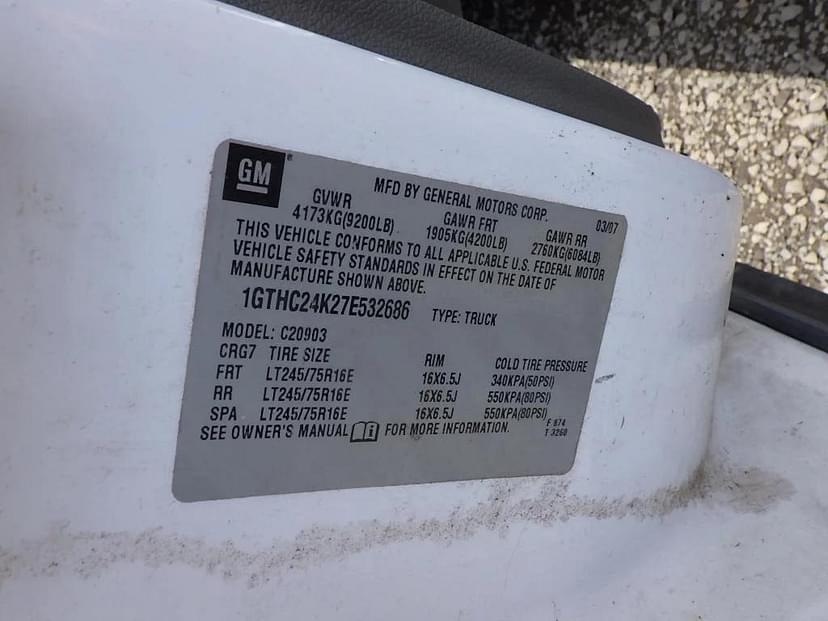 GM
MFD BY GENERAL MOTORS CORP. 03/07
GVWR GAWR FRT GAWR RR
4173KG(9200LB) 1905KG(4200LB) 2760KG(6084LB)
THIS VEHICLE CONFORMS TO ALL APPLICABLE U.S. FEDERAL MOTOR
VEHICLE SAFETY STANDARDS IN EFFECT ON THE DATE OF
MANUFACTURE SHOWN ABOVE.
1GTHC24K27E532686 TYPE: TRUCK
MODEL: C20903
CRG7 TIRE SIZE RIM COLD TIRE PRESSURE
FRT LT245/75R16E 16X6.5J 340KPA(50PSI)
RR LT245/75R16E 16X6.5J 550KPA(80PSI)
SPA LT245/75R16E 16X6.5J 550KPA(80PSI)
SEE OWNER'S MANUAL FOR MORE INFORMATION.
F 874
T 3260